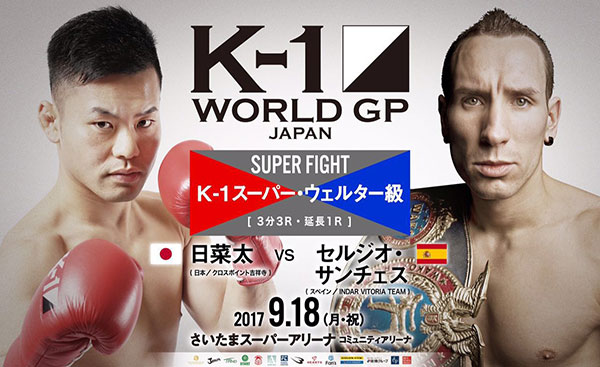 K-1
WORLD GP
JAPAN
SUPER FIGHT
K-1スーパー・ウェルター級
[ 3分3R・延長1R ]
日菜太
( 日本/クロスポイント吉祥寺 )
vs
セルジオ・
サンチェス
( スペイン/INDAR VITORIA TEAM )
2017 9.18 (月・祝)
さいたまスーパーアリーナ コミュニティアリーナ